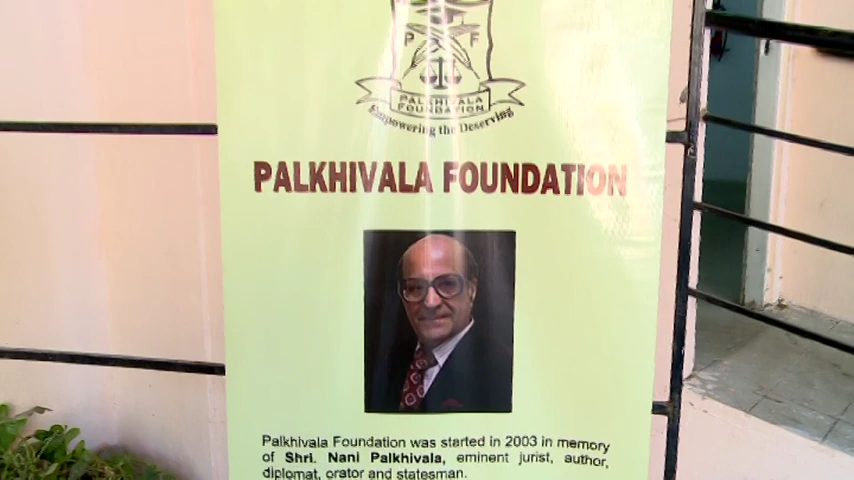 P F
PALKHIVALA
FOUNDATION
Empowering the Deserving
PALKHIVALA FOUNDATION
Palkhivala Foundation was started in 2003 in memory
of Shri. Nani Palkhivala, eminent jurist, author,
diplomat, orator and statesman.